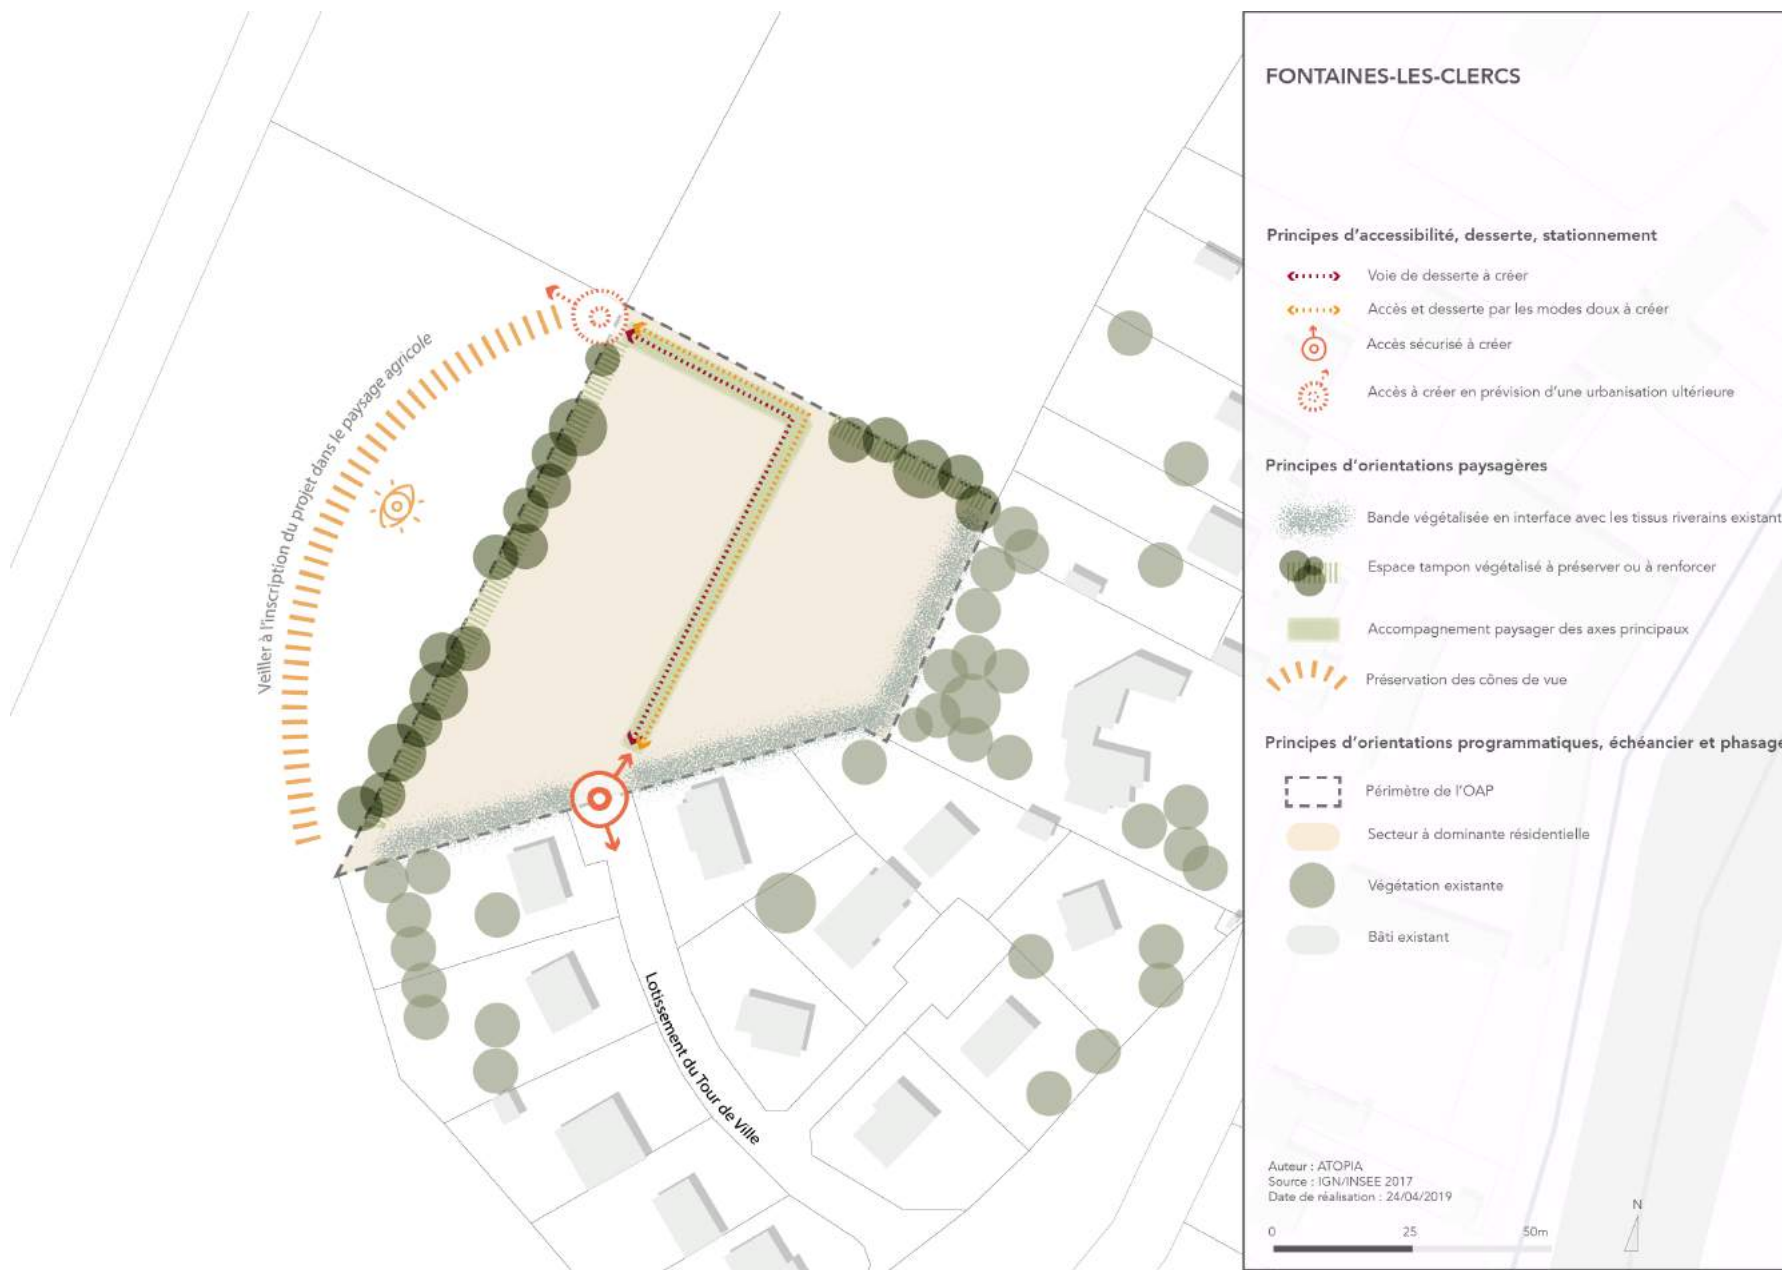 Veiller à l'inscription du projet dans le paysage agricole
Lotissement du Tour de Ville
FONTAINES-LES-CLERCS
Principes d'accessibilité, desserte, stationnement
Voie de desserte à créer
Accès et desserte par les modes doux à créer
Accès sécurisé à créer
Accès à créer en prévision d'une urbanisation ultérieure
Principes d'orientations paysagères
Bande végétalisée en interface avec les tissus riverains existant
Espace tampon végétalisé à préserver ou à renforcer
Accompagnement paysager des axes principaux
Préservation des cônes de vue
Principes d'orientations programmatiques, échéancier et phasage
Périmètre de l'OAP
Secteur à dominante résidentielle
Végétation existante
Bâti existant
Auteur : ATOPIA
Source : IGN/INSEE 2017
Date de réalisation : 24/04/2019
0 25 50m
N